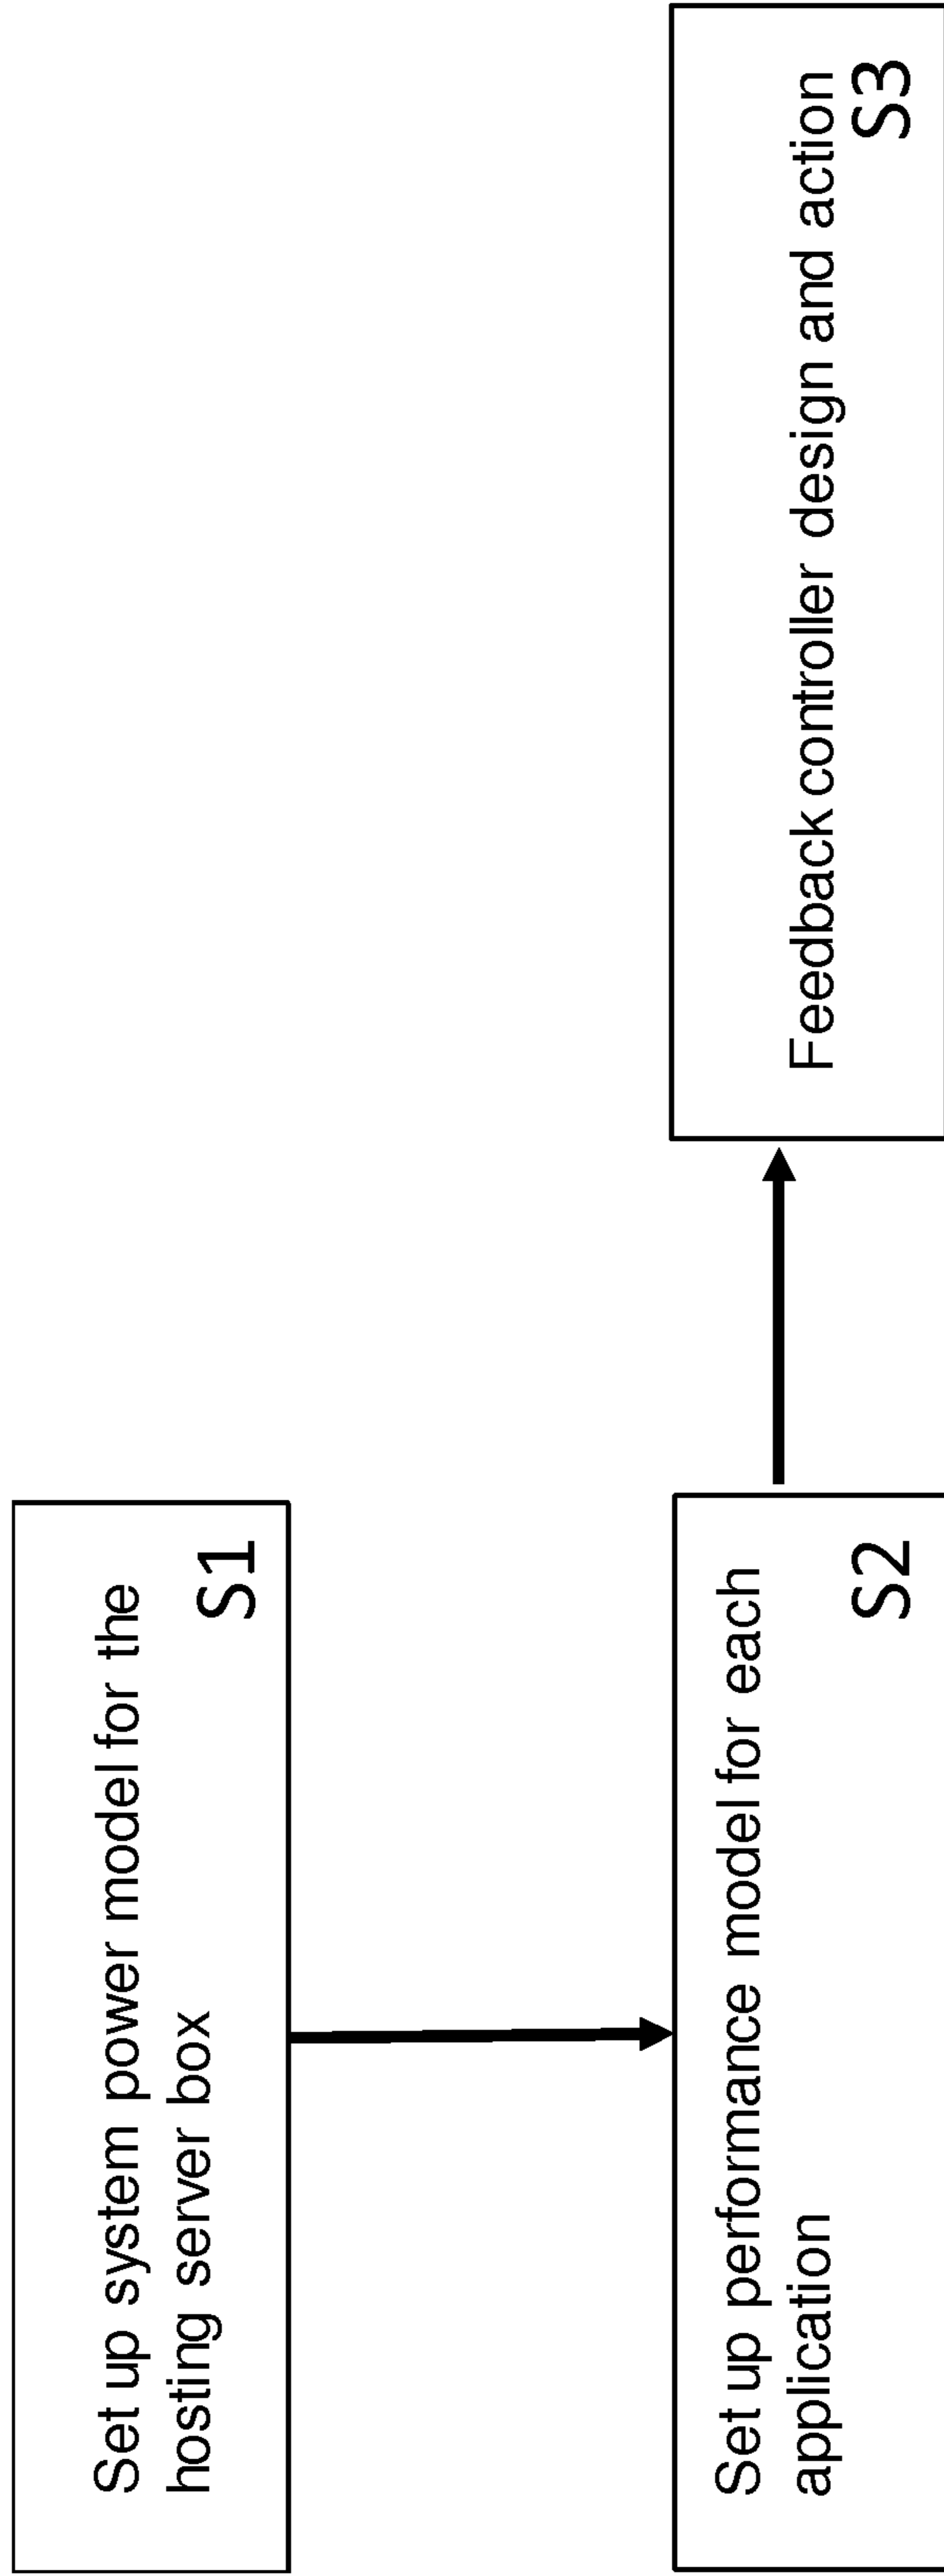 Set up system power model for the
hosting server box
S1
Set up performance model for each
application
S2
Feedback controller design and action
S3